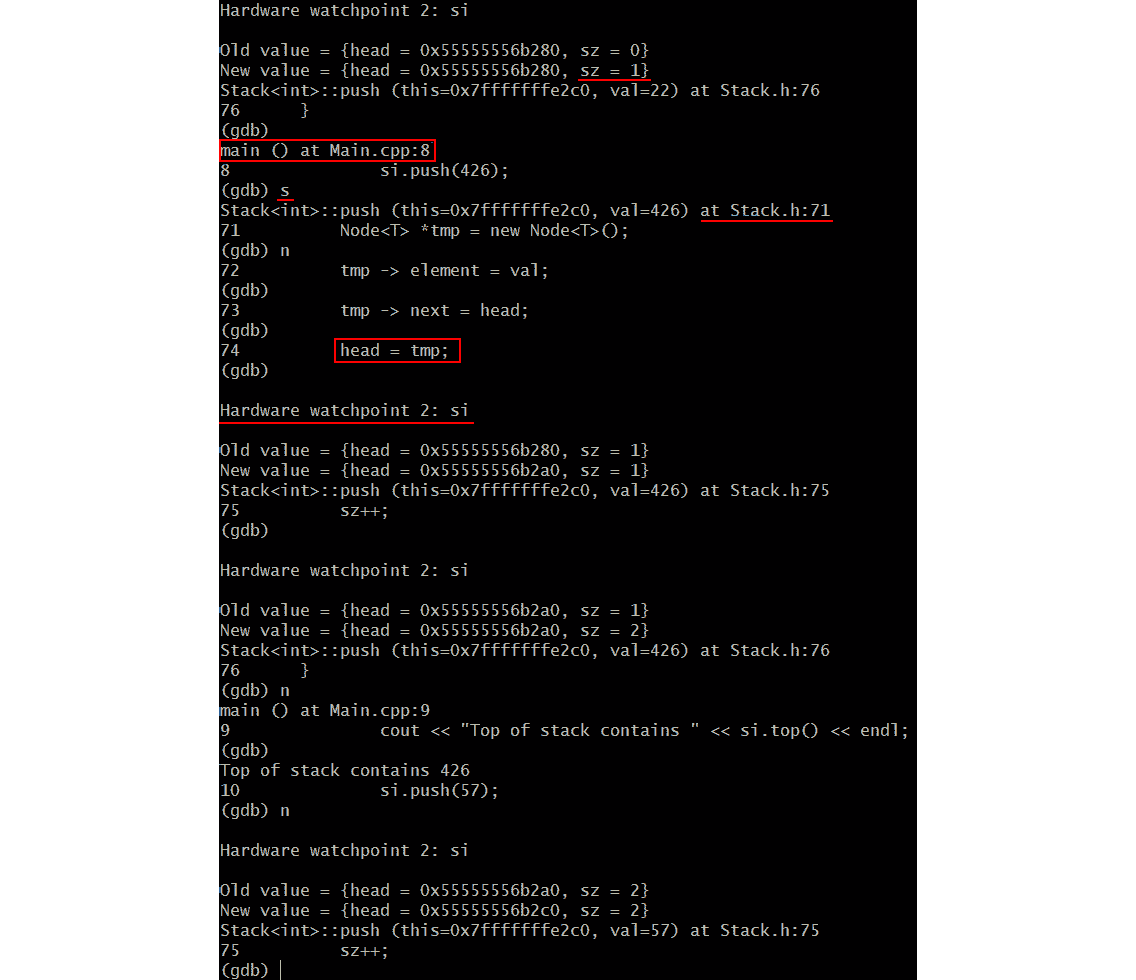 Hardware watchpoint 2: si
Old value = {head = 0x55555556b280, sz = 0}
New value = {head = 0x55555556b280, sz = 1}
Stack<int>::push (this=0x7fffffffe2c0, val=22) at Stack.h:76
76      }
(gdb)
main () at Main.cpp:8
8               si.push(426);
(gdb) s
Stack<int>::push (this=0x7fffffffe2c0, val=426) at Stack.h:71
71          Node<T> *tmp = new Node<T>();
(gdb) n
72          tmp -> element = val;
(gdb)
73          tmp -> next = head;
(gdb)
74          head = tmp;
(gdb)
Hardware watchpoint 2: si
Old value = {head = 0x55555556b280, sz = 1}
New value = {head = 0x55555556b2a0, sz = 1}
Stack<int>::push (this=0x7fffffffe2c0, val=426) at Stack.h:75
75          sz++;
(gdb)
Hardware watchpoint 2: si
Old value = {head = 0x55555556b2a0, sz = 1}
New value = {head = 0x55555556b2a0, sz = 2}
Stack<int>::push (this=0x7fffffffe2c0, val=426) at Stack.h:76
76      }
(gdb) n
main () at Main.cpp:9
9               cout << "Top of stack contains " << si.top() << endl;
(gdb)
Top of stack contains 426
10              si.push(57);
(gdb) n
Hardware watchpoint 2: si
Old value = {head = 0x55555556b2a0, sz = 2}
New value = {head = 0x55555556b2c0, sz = 2}
Stack<int>::push (this=0x7fffffffe2c0, val=57) at Stack.h:75
75          sz++;
(gdb)